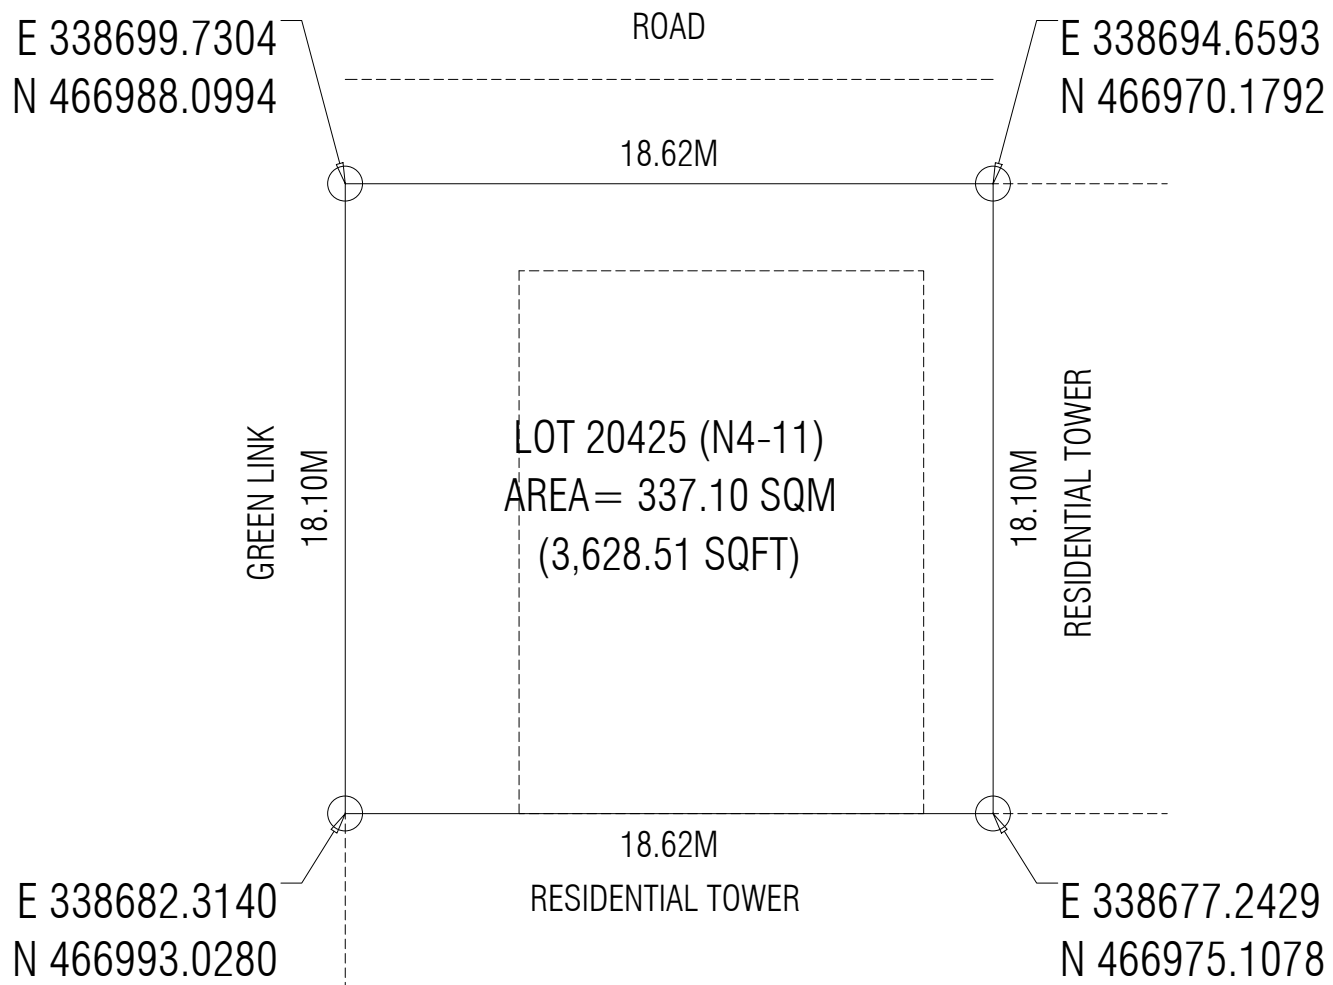 E 338699.7304
N 466988.0994
ROAD
E 338694.6593
N 466970.1792
18.62M
GREEN LINK
18.10M
LOT 20425 (N4-11)
AREA= 337.10 SQM
(3,628.51 SQFT)
18.10M
RESIDENTIAL TOWER
18.62M
RESIDENTIAL TOWER
E 338682.3140
N 466993.0280
E 338677.2429
N 466975.1078